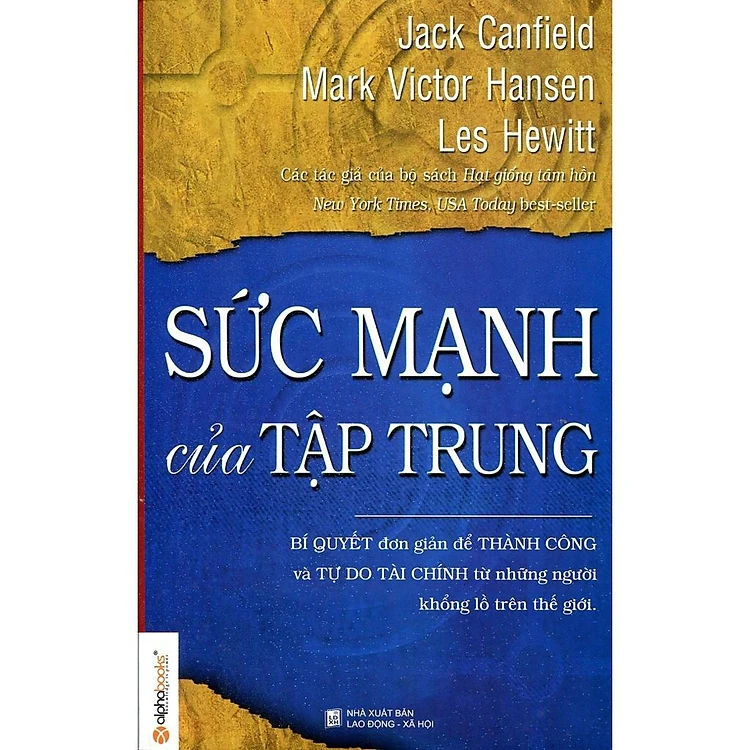 Jack Canfield
Mark Victor Hansen
Les Hewitt
Các tác giả của bộ sách Hạt giống tâm hồn
New York Times, USA Today best-seller
SỨC MẠNH
của TẬP TRUNG
BÍ QUYẾT đơn giản để THÀNH CÔNG
và TỰ DO TÀI CHÍNH từ những người
khổng lồ trên thế giới.
alphabooks®
LĐ
XH
NHÀ XUẤT BẢN
LAO ĐỘNG - XÃ HỘI